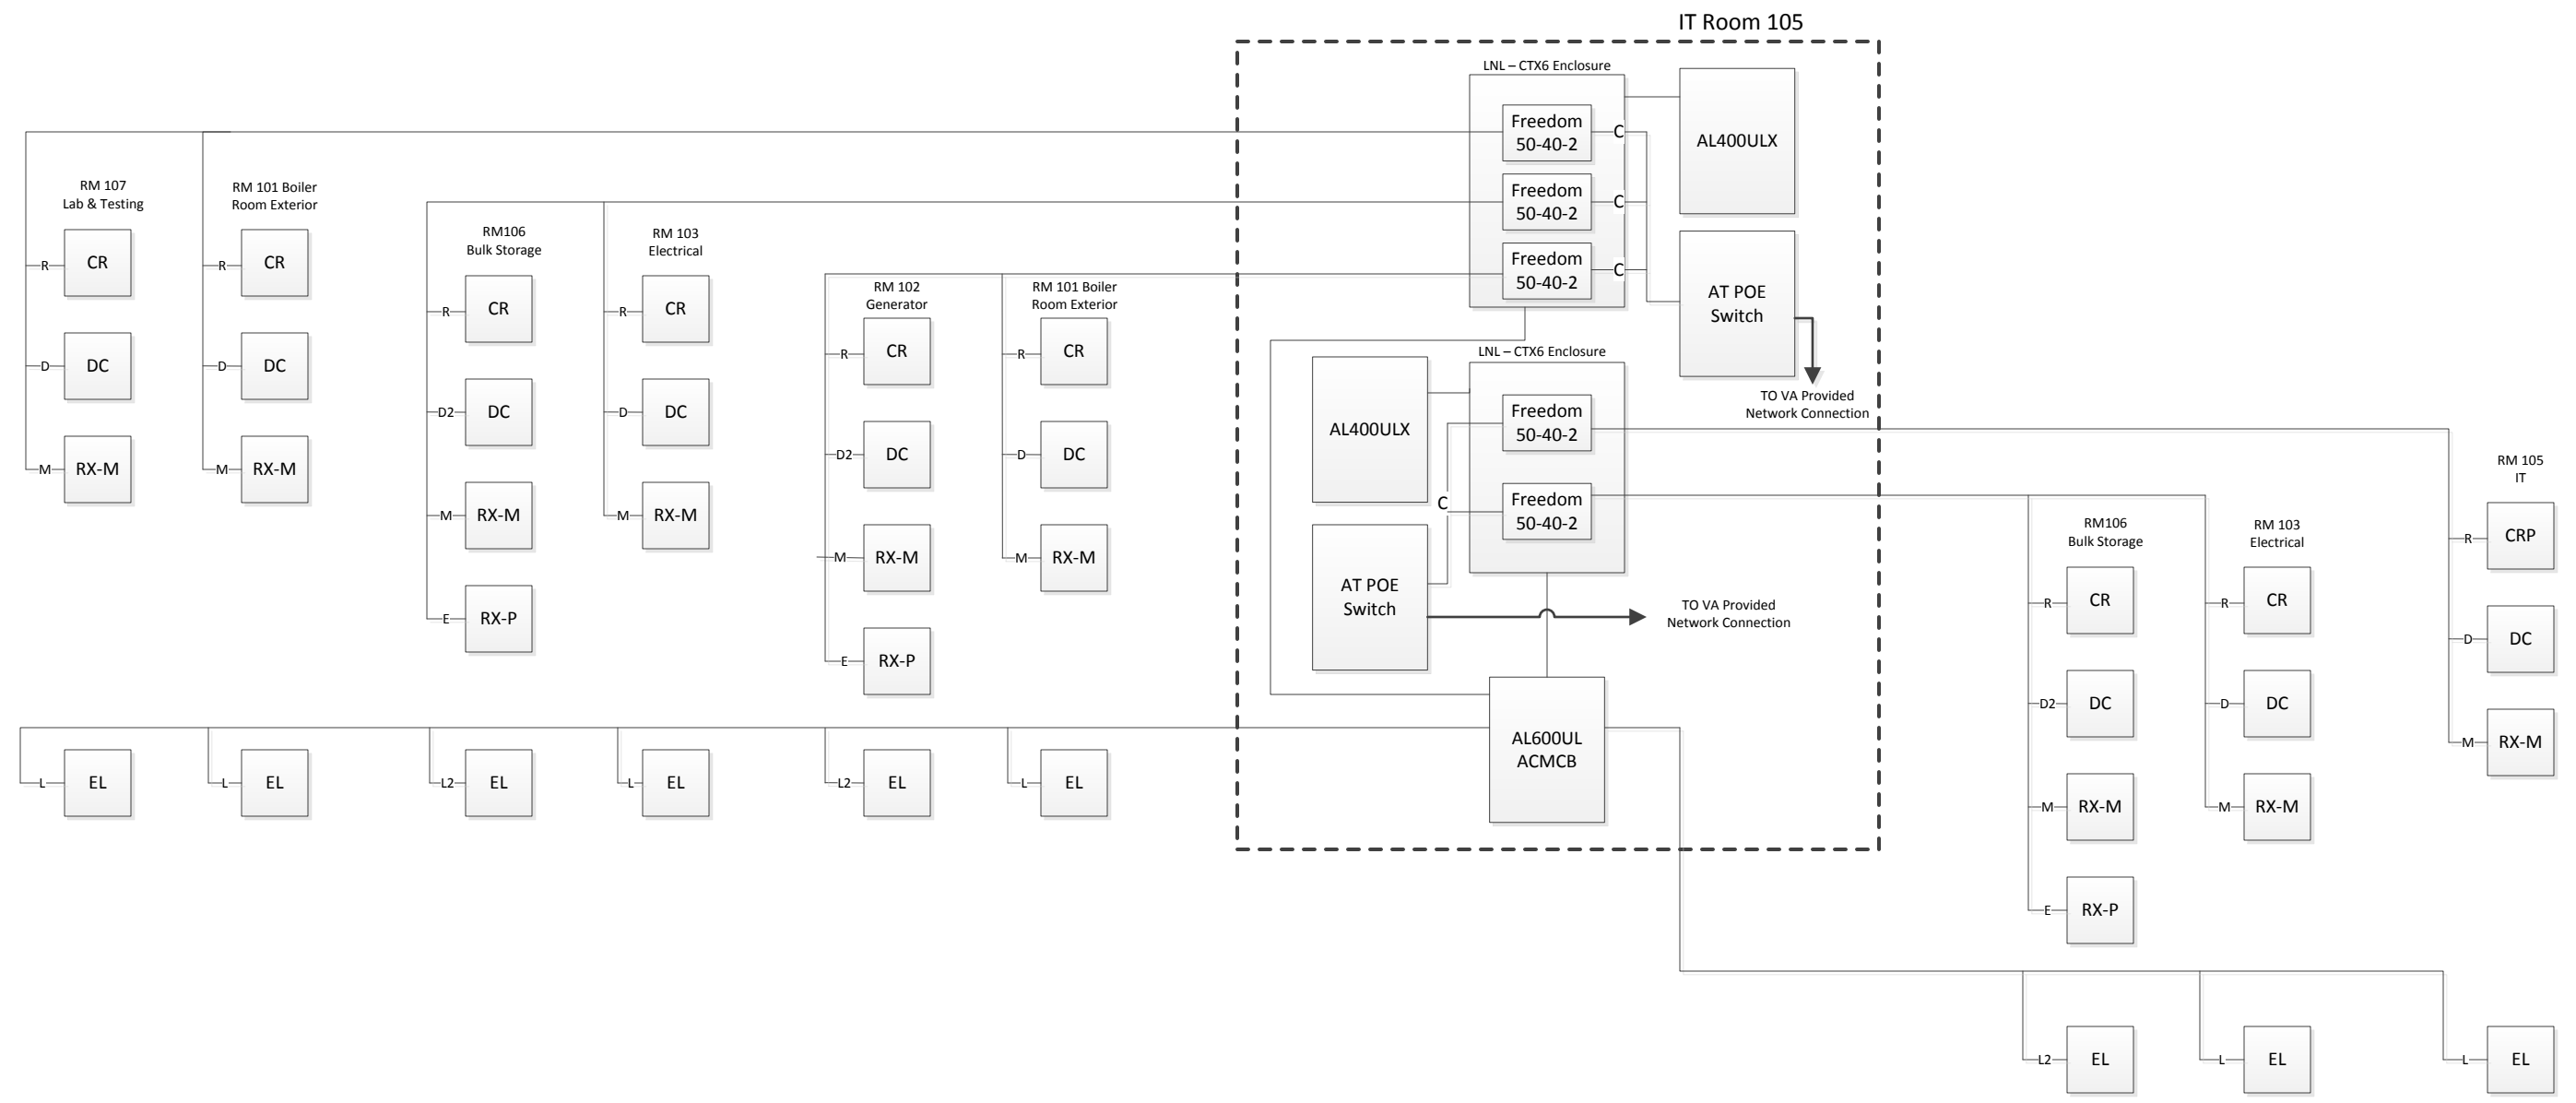 IT Room 105
LNL – CTX6 Enclosure
Freedom
50-40-2
C
Freedom
50-40-2
C
Freedom
50-40-2
C
AL400ULX
AT POE
Switch
TO VA Provided
Network Connection
RM 107
Lab & Testing
R
CR
D
DC
M
RX-M
RM 101 Boiler
Room Exterior
R
CR
D
DC
M
RX-M
RM106
Bulk Storage
R
CR
D2
DC
M
RX-M
E
RX-P
RM 103
Electrical
R
CR
D
DC
M
RX-M
RM 102
Generator
R
CR
D2
DC
M
RX-M
E
RX-P
RM 101 Boiler
Room Exterior
R
CR
D
DC
M
RX-M
LNL – CTX6 Enclosure
AL400ULX
Freedom
50-40-2
C
Freedom
50-40-2
AT POE
Switch
TO VA Provided
Network Connection
AL600UL
ACMCB
RM106
Bulk Storage
R
CR
D2
DC
M
RX-M
E
RX-P
RM 103
Electrical
R
CR
D
DC
M
RX-M
RM 105
IT
R
CRP
D
DC
M
RX-M
L
EL
L
EL
L2
EL
L
EL
L2
EL
L
EL
L2
EL
L
EL
L
EL